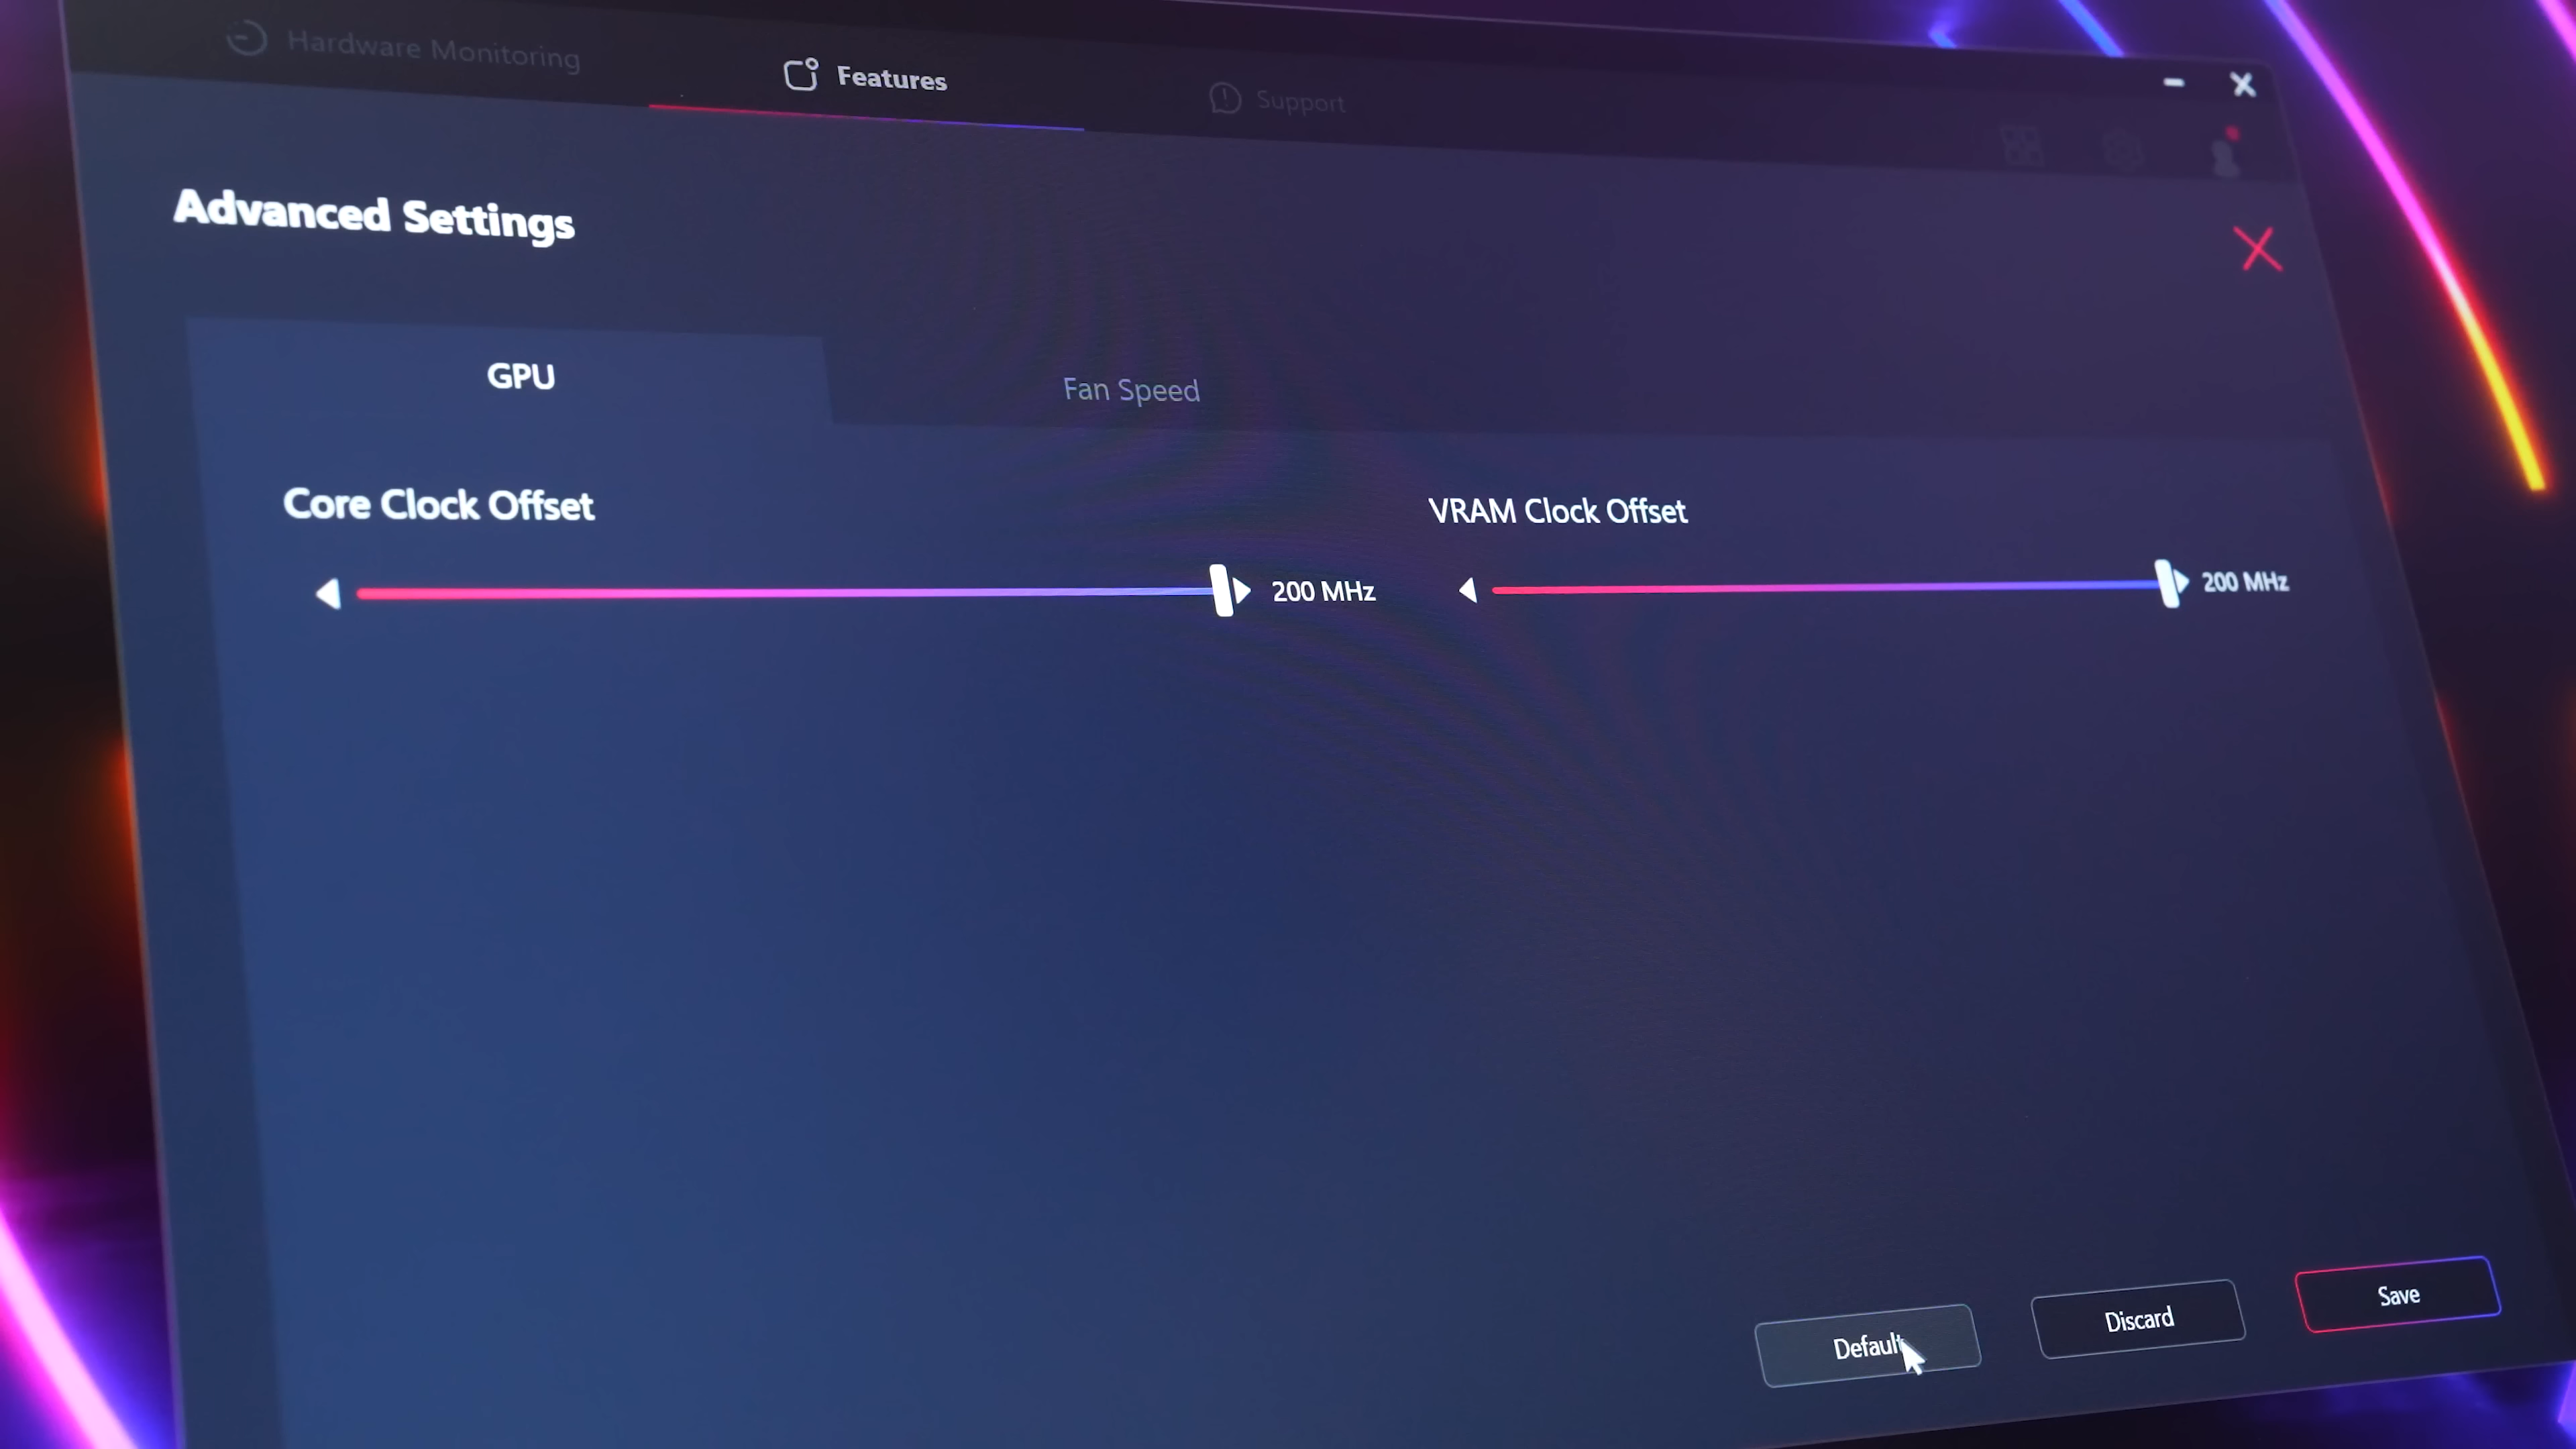 Hardware Monitoring
Features
Support
Advanced Settings
GPU
Fan Speed
Core Clock Offset
VRAM Clock Offset
200 MHz
200 MHz
Default
Discard
Save